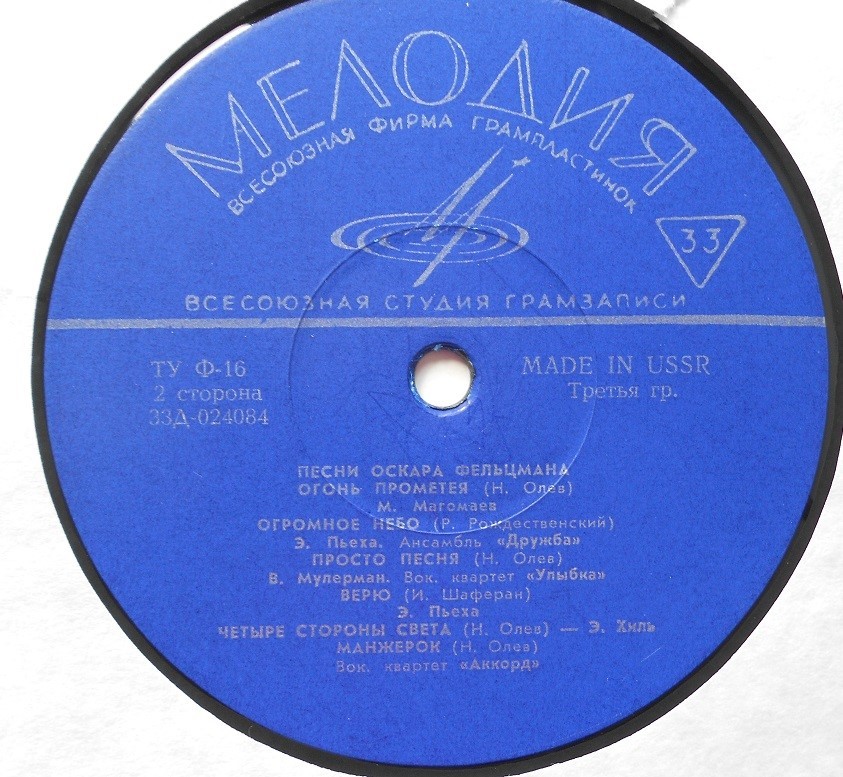 МЕЛОДИЯ
ВСЕСОЮЗНАЯ ФИРМА ГРАМПЛАСТИНОК
33
ВСЕСОЮЗНАЯ СТУДИЯ ГРАМЗАПИСИ
ТУ Ф-16
2 сторона
33Д-024084
MADE IN USSR
Третья гр.
ПЕСНИ ОСКАРА ФЕЛЬЦМАНА
ОГОНЬ ПРОМЕТЕЯ (Н. Олев)
М. Магомаев
ОГРОМНОЕ НЕБО (Р. Рождественский)
Э. Пьеха. Ансамбль «Дружба»
ПРОСТО ПЕСНЯ (Н. Олев)
В. Мулерман. Вок. квартет «Улыбка»
ВЕРЮ (И. Шаферан)
Э. Пьеха
ЧЕТЫРЕ СТОРОНЫ СВЕТА (Н. Олев) — Э. Хиль
МАНЖЕРОК (Н. Олев)
Вок. квартет «Аккорд»